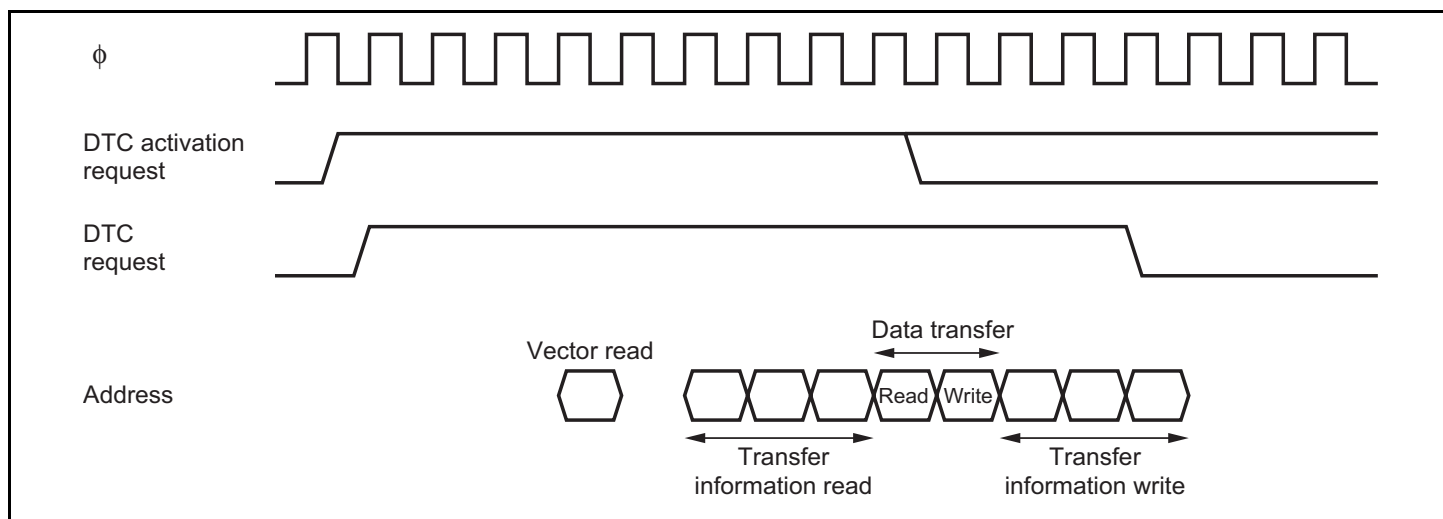 ϕ
DTC activation
request
DTC
request
Data transfer
Vector read
Address
Read
Write
Transfer
information read
Transfer
information write